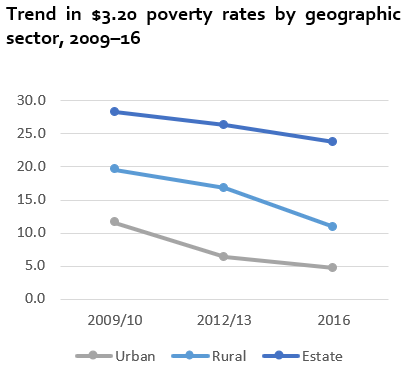 Trend in $3.20 poverty rates by geographic
sector, 2009–16
30.0
25.0
20.0
15.0
10.0
5.0
0.0
2009/10 2012/13 2016
Urban Rural Estate